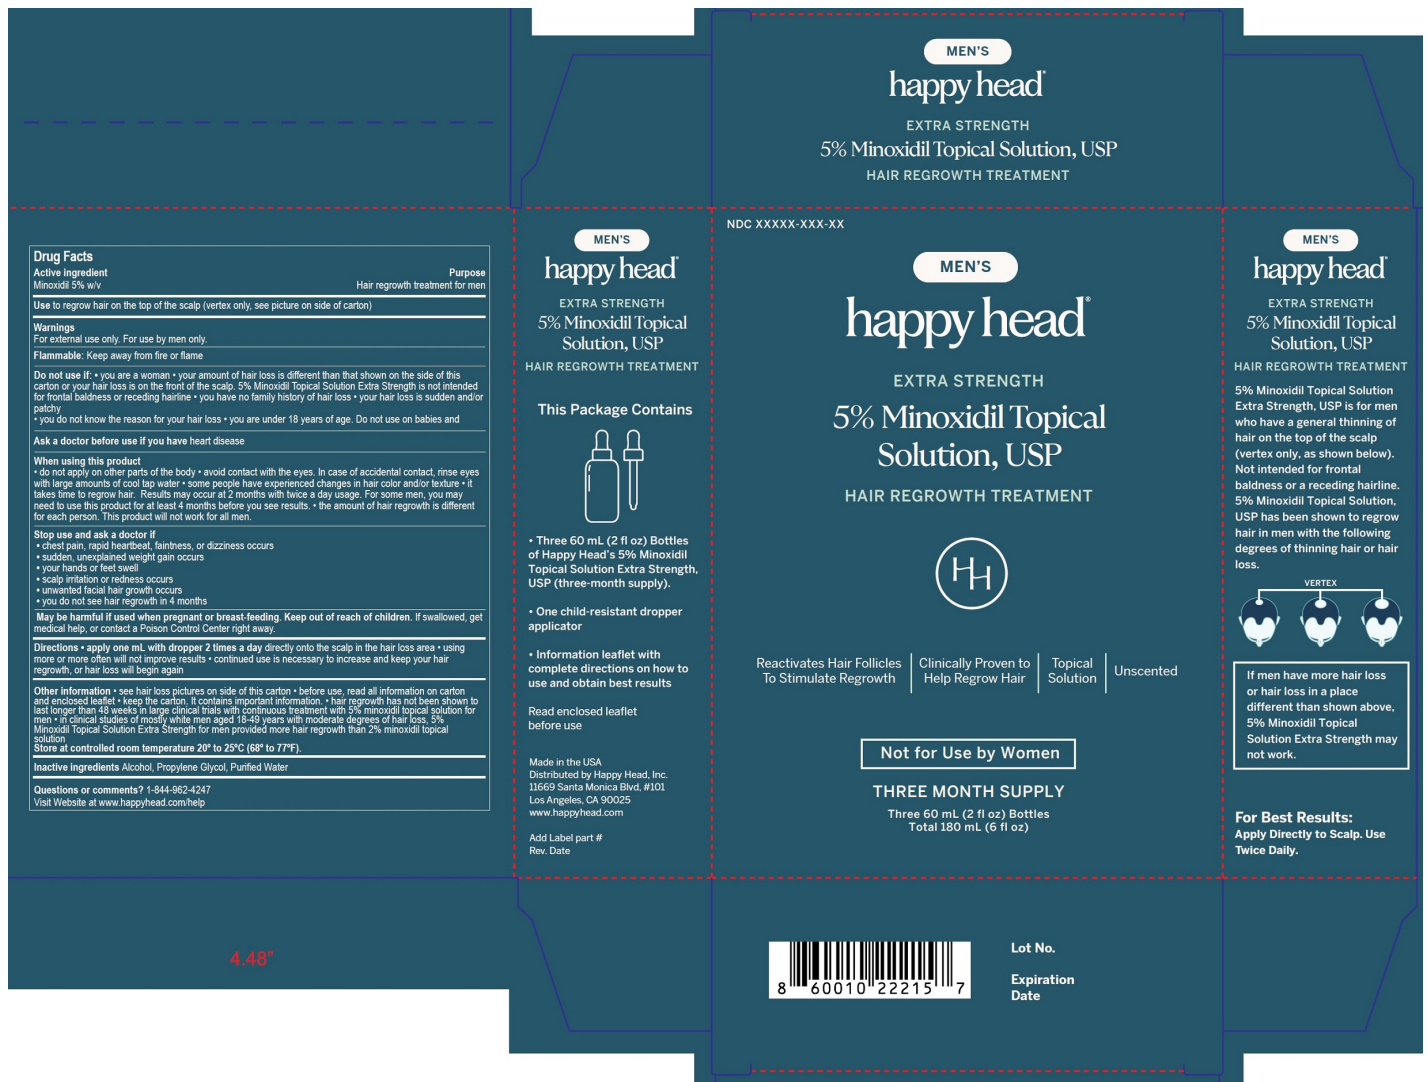 MEN'S
happy head®
EXTRA STRENGTH
5% Minoxidil Topical Solution, USP
HAIR REGROWTH TREATMENT
Drug Facts
Active ingredient Purpose
Minoxidil 5% w/v Hair regrowth treatment for men
Use to regrow hair on the top of the scalp (vertex only, see picture on side of carton)
Warnings
For external use only. For use by men only.
Flammable: Keep away from fire or flame
Do not use if: • you are a woman • your amount of hair loss is different than that shown on the side of this
carton or your hair loss is on the front of the scalp. 5% Minoxidil Topical Solution Extra Strength is not intended
for frontal baldness or receding hairline • you have no family history of hair loss • your hair loss is sudden and/or
patchy
• you do not know the reason for your hair loss • you are under 18 years of age. Do not use on babies and
Ask a doctor before use if you have heart disease
When using this product
• do not apply on other parts of the body • avoid contact with the eyes. In case of accidental contact, rinse eyes
with large amounts of cool tap water • some people have experienced changes in hair color and/or texture • it
takes time to regrow hair. Results may occur at 2 months with twice a day usage. For some men, you may
need to use this product for at least 4 months before you see results. • the amount of hair regrowth is different
for each person. This product will not work for all men.
Stop use and ask a doctor if
• chest pain, rapid heartbeat, faintness, or dizziness occurs
• sudden, unexplained weight gain occurs
• your hands or feet swell
• scalp irritation or redness occurs
• unwanted facial hair growth occurs
• you do not see hair regrowth in 4 months
May be harmful if used when pregnant or breast-feeding. Keep out of reach of children. If swallowed, get
medical help, or contact a Poison Control Center right away.
Directions • apply one mL with dropper 2 times a day directly onto the scalp in the hair loss area • using
more or more often will not improve results • continued use is necessary to increase and keep your hair
regrowth, or hair loss will begin again
Other information • see hair loss pictures on side of this carton • before use, read all information on carton
and enclosed leaflet • keep the carton. It contains important information. • hair regrowth has not been shown to
last longer than 48 weeks in large clinical trials with continuous treatment with 5% minoxidil topical solution for
men • in clinical studies of mostly white men aged 18-49 years with moderate degrees of hair loss, 5%
Minoxidil Topical Solution Extra Strength for men provided more hair regrowth than 2% minoxidil topical
solution
Store at controlled room temperature 20º to 25ºC (68º to 77ºF).
Inactive ingredients Alcohol, Propylene Glycol, Purified Water
Questions or comments? 1-844-962-4247
Visit Website at www.happyhead.com/help
MEN'S
happy head®
EXTRA STRENGTH
5% Minoxidil Topical
Solution, USP
HAIR REGROWTH TREATMENT
This Package Contains
• Three 60 mL (2 fl oz) Bottles
of Happy Head's 5% Minoxidil
Topical Solution Extra Strength,
USP (three-month supply).
• One child-resistant dropper
applicator
• Information leaflet with
complete directions on how to
use and obtain best results
Read enclosed leaflet
before use
Made in the USA
Distributed by Happy Head, Inc.
11669 Santa Monica Blvd, #101
Los Angeles, CA 90025
www.happyhead.com
Add Label part #
Rev. Date
NDC XXXXX-XXX-XX
MEN'S
happy head®
EXTRA STRENGTH
5% Minoxidil Topical
Solution, USP
HAIR REGROWTH TREATMENT
HH
Reactivates Hair Follicles
To Stimulate Regrowth
Clinically Proven to
Help Regrow Hair
Topical
Solution
Unscented
Not for Use by Women
THREE MONTH SUPPLY
Three 60 mL (2 fl oz) Bottles
Total 180 mL (6 fl oz)
MEN'S
happy head®
EXTRA STRENGTH
5% Minoxidil Topical
Solution, USP
HAIR REGROWTH TREATMENT
5% Minoxidil Topical Solution
Extra Strength, USP is for men
who have a general thinning of
hair on the top of the scalp
(vertex only, as shown below).
Not intended for frontal
baldness or a receding hairline.
5% Minoxidil Topical Solution,
USP has been shown to regrow
hair in men with the following
degrees of thinning hair or hair
loss.
VERTEX
If men have more hair loss
or hair loss in a place
different than shown above,
5% Minoxidil Topical
Solution Extra Strength may
not work.
For Best Results:
Apply Directly to Scalp. Use
Twice Daily.
4.48"
8 60010 22215 7
Lot No.
Expiration
Date